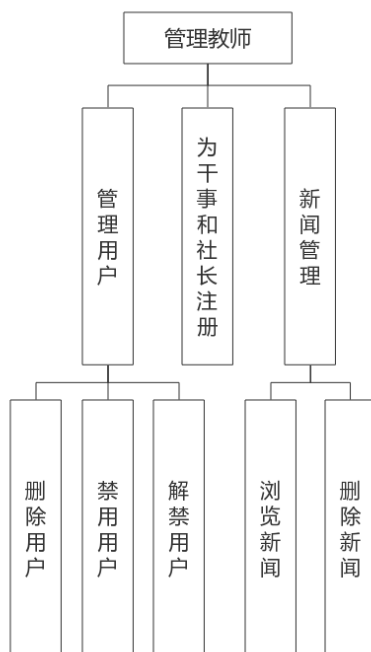 管理教师
管理用户
为干事和社长注册
新闻管理
删除用户
禁用用户
解禁用户
浏览新闻
删除新闻